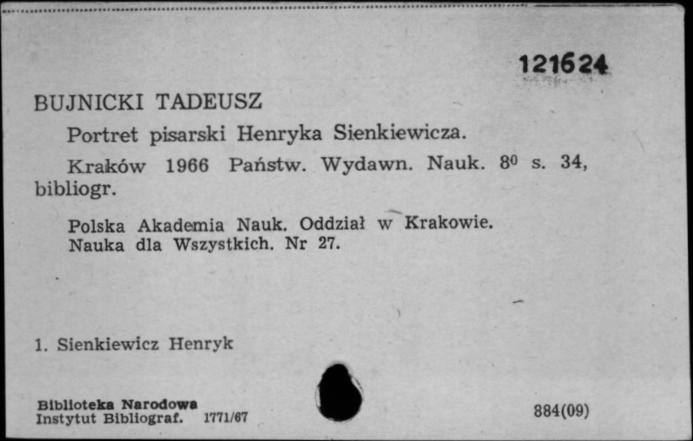 121624
BUJNICKI TADEUSZ
Portret pisarski Henryka Sienkiewicza.
Kraków 1966 Państw. Wydawn. Nauk. 8⁰ s. 34,
bibliogr.
Polska Akademia Nauk. Oddział w Krakowie.
Nauka dla Wszystkich. Nr 27.
1. Sienkiewicz Henryk
Biblioteka Narodowa
Instytut Bibliograf. 1771/67
884(09)